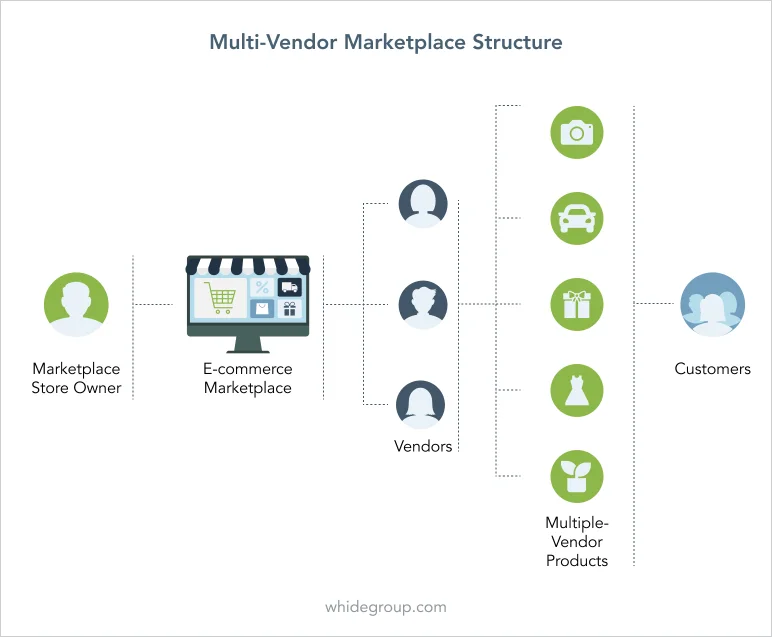 Multi-Vendor Marketplace Structure
Marketplace
Store Owner
E-commerce
Marketplace
Vendors
Multiple-
Vendor
Products
Customers
whidegroup.com